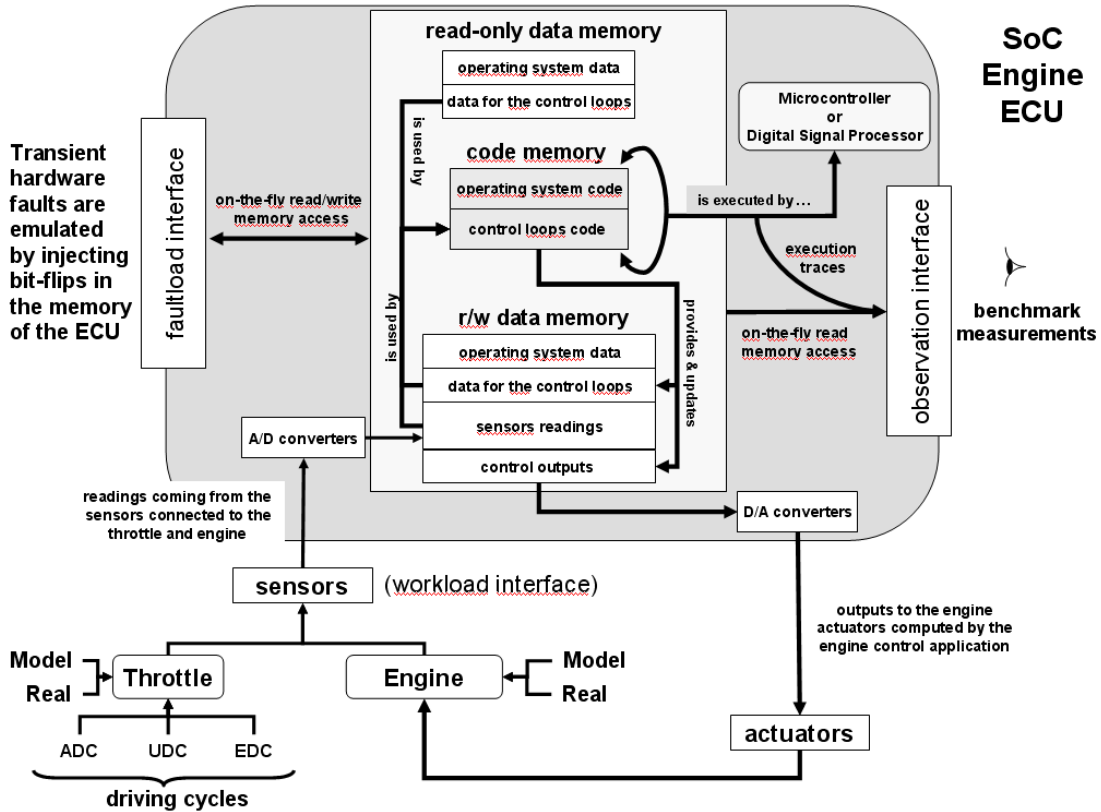 read-only data memory
operating system data
data for the control loops
SoC
Engine
ECU
Microcontroller
or
Digital Signal Processor
is used by
code memory
operating system code
control loops code
Transient
hardware
faults are
emulated
by injecting
bit-flips in
the memory
of the ECU
faultload interface
on-the-fly read/write
memory access
is executed by ...
execution
traces
observation interface
benchmark
measurements
is used by
provides & updates
r/w data memory
operating system data
data for the control loops
sensors readings
control outputs
on-the-fly read
memory access
A/D converters
D/A converters
readings coming from the
sensors connected to the
throttle and engine
sensors
(workload interface)
outputs to the engine
actuators computed by the
engine control application
Model
Real
Throttle
Engine
Model
Real
ADC
UDC
EDC
driving cycles
actuators